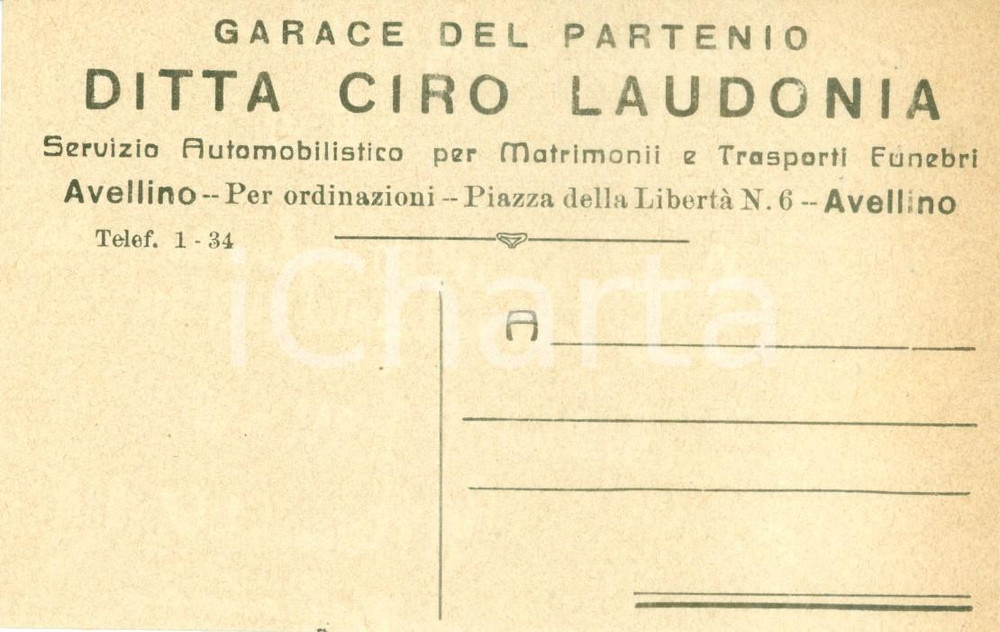 GARACE DEL PARTENIO
DITTA CIRO LAUDONIA
Servizio Automobilistico per Matrimonii e Trasporti Funebri
Avellino -- Per ordinazioni -- Piazza della Libertà N. 6 -- Avellino
Telef. 1 - 34
iCharta
A